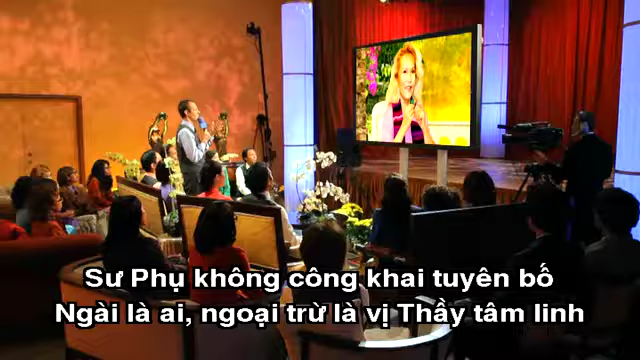 Sư Phụ không công khai tuyên bố
Ngài là ai, ngoại trừ là vị Thầy tâm linh